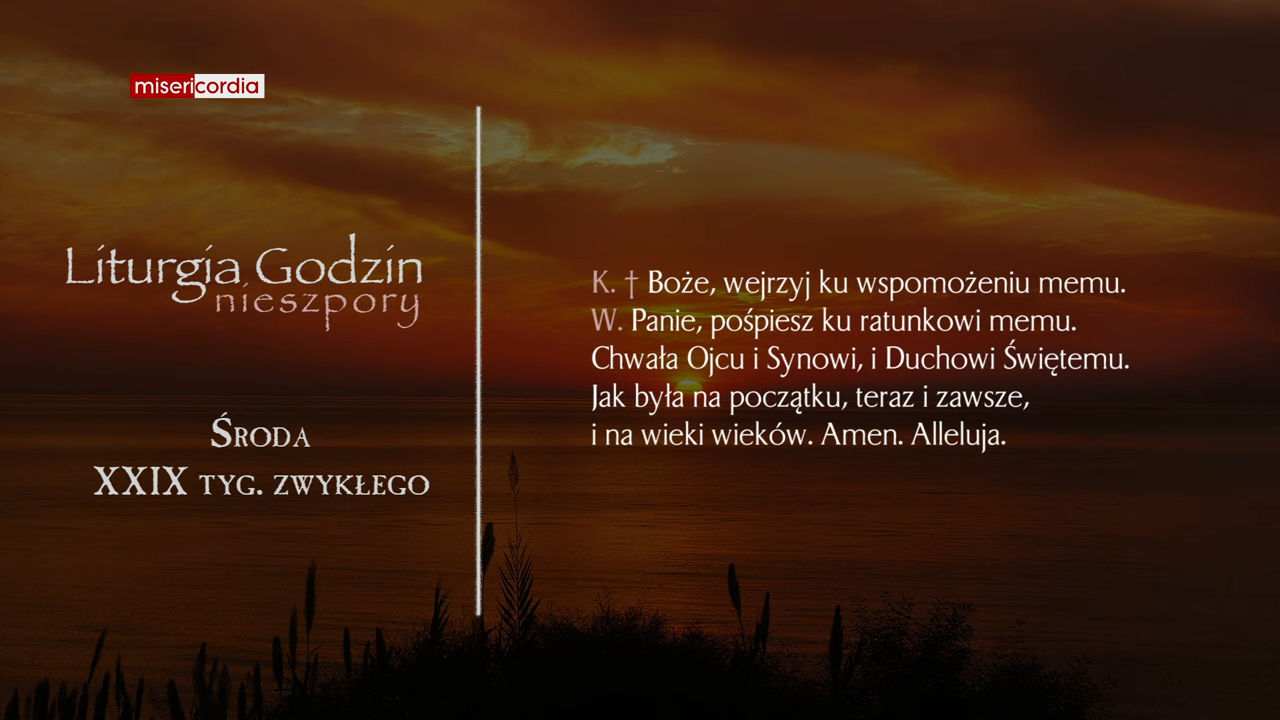 misericordia
Liturgia Godzin
nieszpory
Środa
XXIX tyg. zwykłego
K. † Boże, wejrzyj ku wspomożeniu memu.
W. Panie, pośpiesz ku ratunkowi memu.
Chwała Ojcu i Synowi, i Duchowi Świętemu.
Jak była na początku, teraz i zawsze,
i na wieki wieków. Amen. Alleluja.